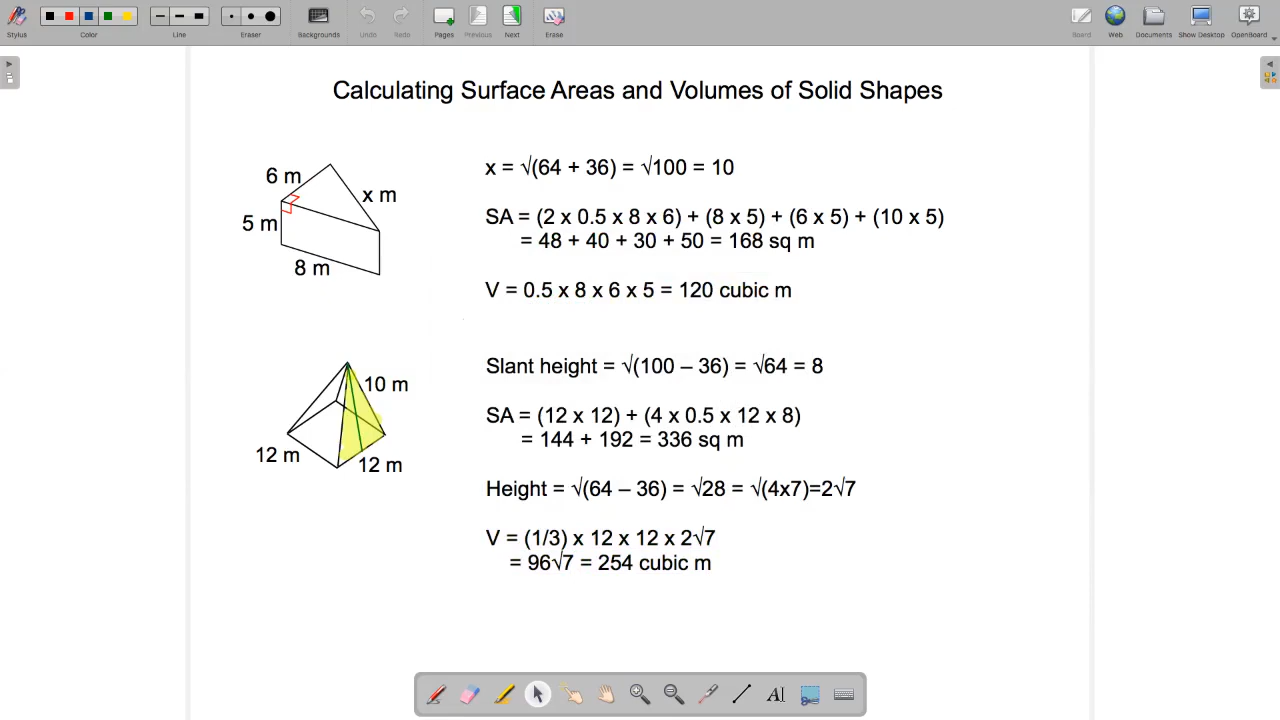 Stylus
Color
Line
Eraser
Backgrounds
Undo
Redo
Pages
Previous
Next
Erase
Board
Web
Documents
Show Desktop
OpenBoard
Calculating Surface Areas and Volumes of Solid Shapes
6 m
x m
5 m
8 m
x = √(64 + 36) = √100 = 10
SA = (2 x 0.5 x 8 x 6) + (8 x 5) + (6 x 5) + (10 x 5)
= 48 + 40 + 30 + 50 = 168 sq m
V = 0.5 x 8 x 6 x 5 = 120 cubic m
10 m
12 m
12 m
Slant height = √(100 – 36) = √64 = 8
SA = (12 x 12) + (4 x 0.5 x 12 x 8)
= 144 + 192 = 336 sq m
Height = √(64 – 36) = √28 = √(4x7)=2√7
V = (1/3) x 12 x 12 x 2√7
= 96√7 = 254 cubic m
AI